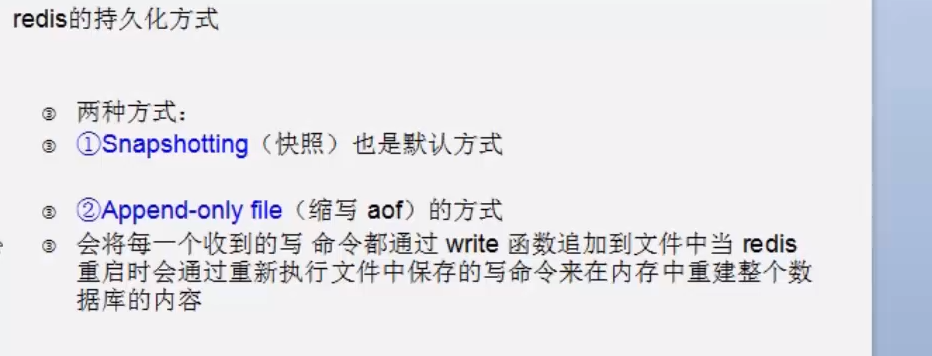 redis的持久化方式
③ 两种方式：
③ ①Snapshotting（快照）也是默认方式
③ ②Append-only file（缩写 aof）的方式
③ 会将每一个收到的写 命令都通过 write 函数追加到文件中当 redis
重启时会通过重新执行文件中保存的写命令来在内存中重建整个数
据库的内容